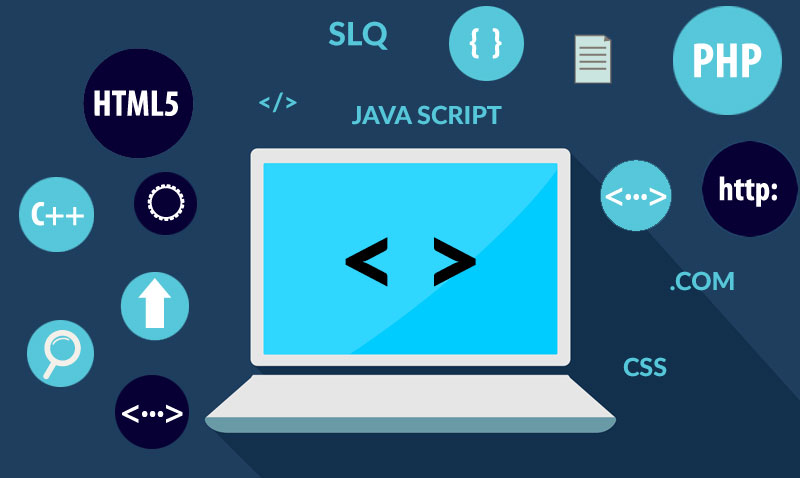 SLQ
{ }
PHP
HTML5
</>
JAVA SCRIPT
<···>
http:
C++
< >
.COM
CSS
<···>